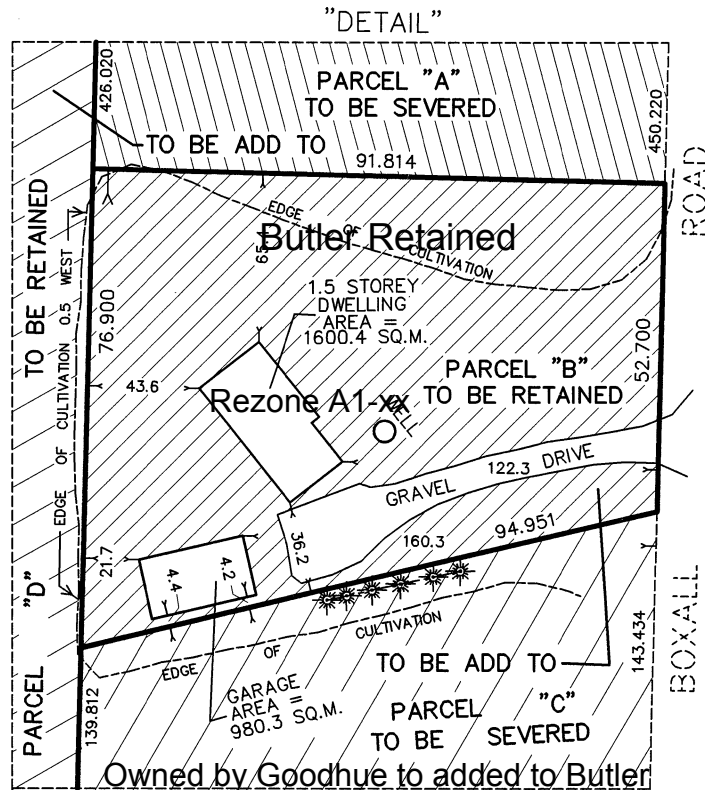 "DETAIL"
426.020
PARCEL "A"
TO BE SEVERED
450.220
TO BE ADD TO
91.814
ROAD
TO BE RETAINED
EDGE OF CULTIVATION 0.5 WEST
76.900
EDGE OF CULTIVATION
Butler Retained
1.5 STOREY
DWELLING
AREA =
1600.4 SQ.M.
52.700
PARCEL "B"
TO BE RETAINED
43.6
Rezone A1-xx
WELL
GRAVEL DRIVE
122.3
94.951
160.3
36.2
21.7
4.4
4.2
EDGE OF CULTIVATION
PARCEL "D"
TO BE ADD TO
143.434
BOXALL
139.812
GARAGE
AREA =
980.3 SQ.M.
PARCEL "C"
TO BE SEVERED
Owned by Goodhue to added to Butler